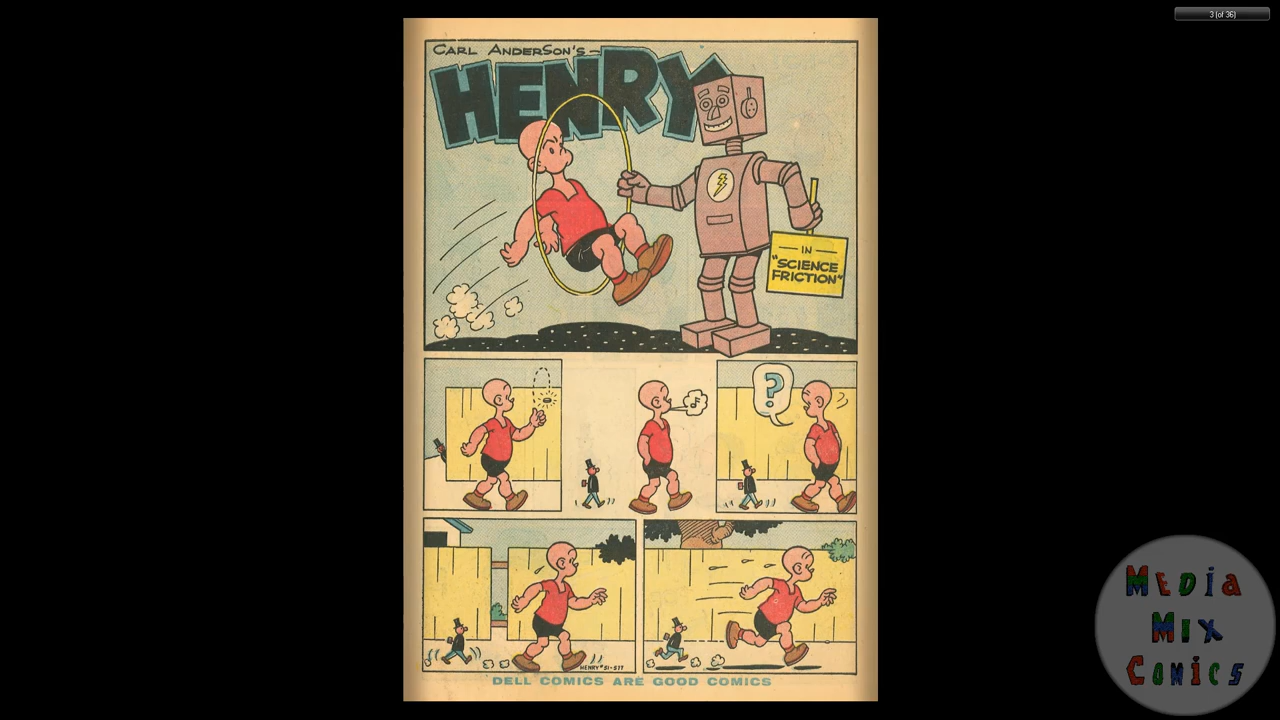 3 (of 36)
CARL ANDERSON'S —
HENRY
IN
"SCIENCE
FRICTION"
?
HENRY #51-577
DELL COMICS ARE GOOD COMICS
MEDiA
MiX
COMiCS